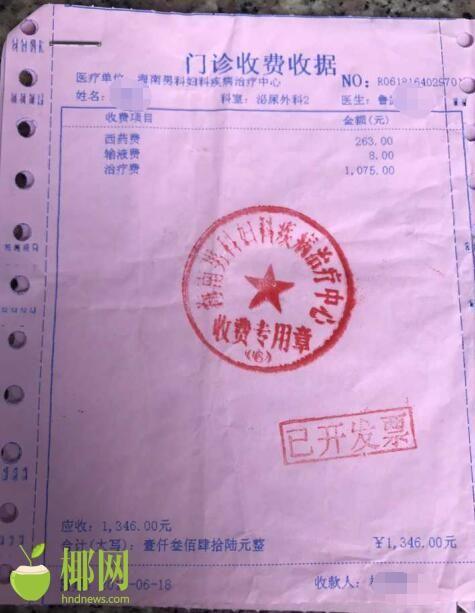 门诊收费收据
医疗单位: 海南男科妇科疾病治疗中心 NO: R0618164029701
姓名: 科室: 泌尿外科2 医生: 鲁
收费项目 金额(元)
西药费 263.00
输液费 8.00
治疗费 1,075.00
海南男科妇科疾病治疗中心
收费专用章
(6)
已开发票
应收: 1,346.00元
合计(大写): 壹仟叁佰肆拾陆元整 ¥1,346.00元
-06-18 收款人:
椰网
hndnews.com